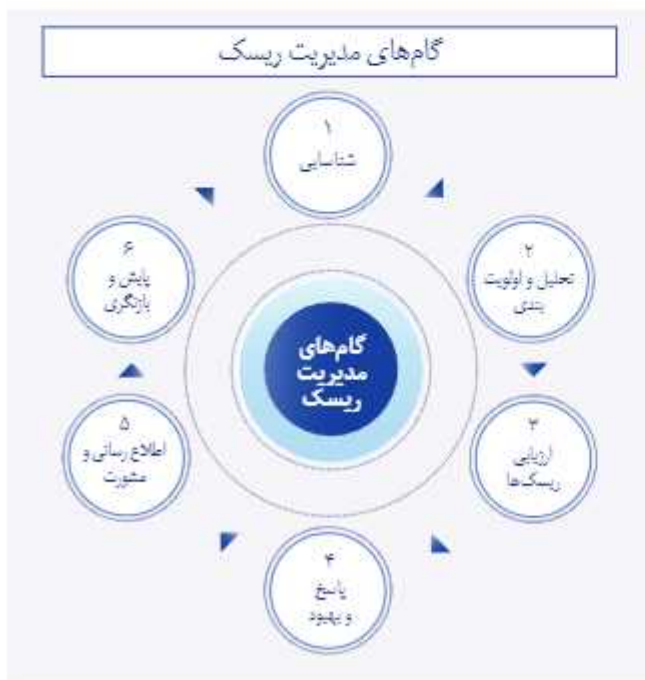 گام‌های مدیریت ریسک
۱
شناسایی
۲
تحلیل و اولویت
بندی
۳
ارزیابی
ریسک‌ها
۴
پاسخ
و بهبود
۵
اطلاع رسانی و
مشورت
۶
پایش و
بازنگری
گام‌های
مدیریت
ریسک